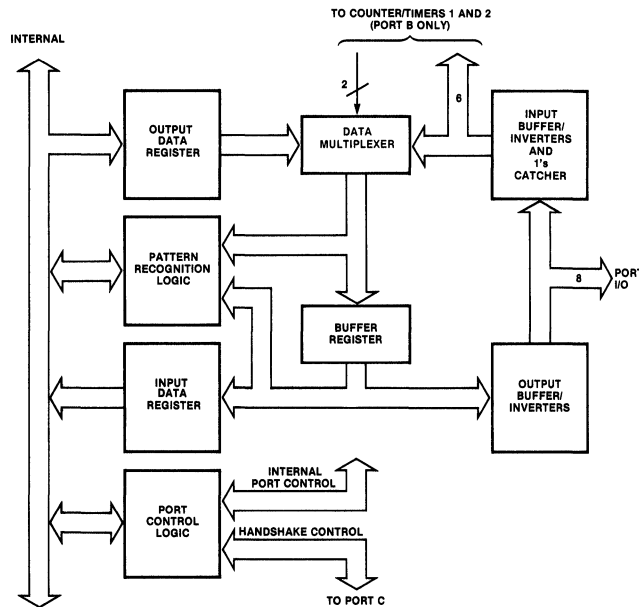 TO COUNTER/TIMERS 1 AND 2
(PORT B ONLY)
INTERNAL
2
6
OUTPUT
DATA
REGISTER
DATA
MULTIPLEXER
INPUT
BUFFER/
INVERTERS
AND
1's
CATCHER
PATTERN
RECOGNITION
LOGIC
8
PORT
I/O
BUFFER
REGISTER
INPUT
DATA
REGISTER
OUTPUT
BUFFER/
INVERTERS
PORT
CONTROL
LOGIC
INTERNAL
PORT CONTROL
HANDSHAKE CONTROL
TO PORT C